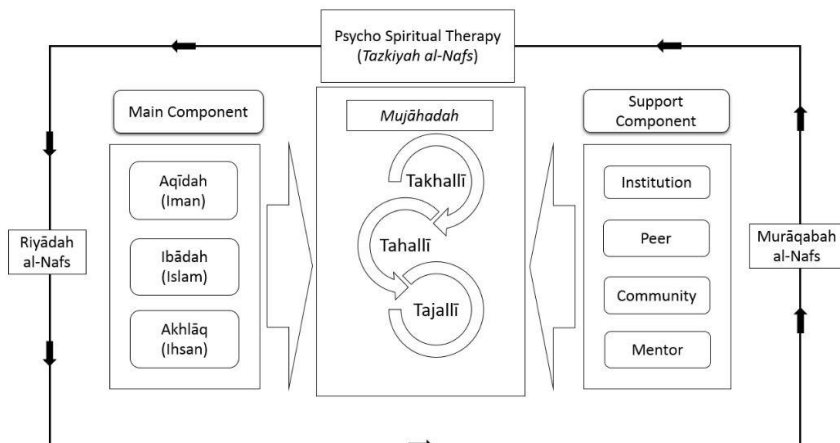 Psycho Spiritual Therapy
(Tazkiyah al-Nafs)
Main Component
Mujāhadah
Support
Component
Aqīdah
(Iman)
Ibādah
(Islam)
Akhlāq
(Ihsan)
Takhallī
Tahallī
Tajallī
Institution
Peer
Community
Mentor
Riyādah
al-Nafs
Murāqabah
al-Nafs